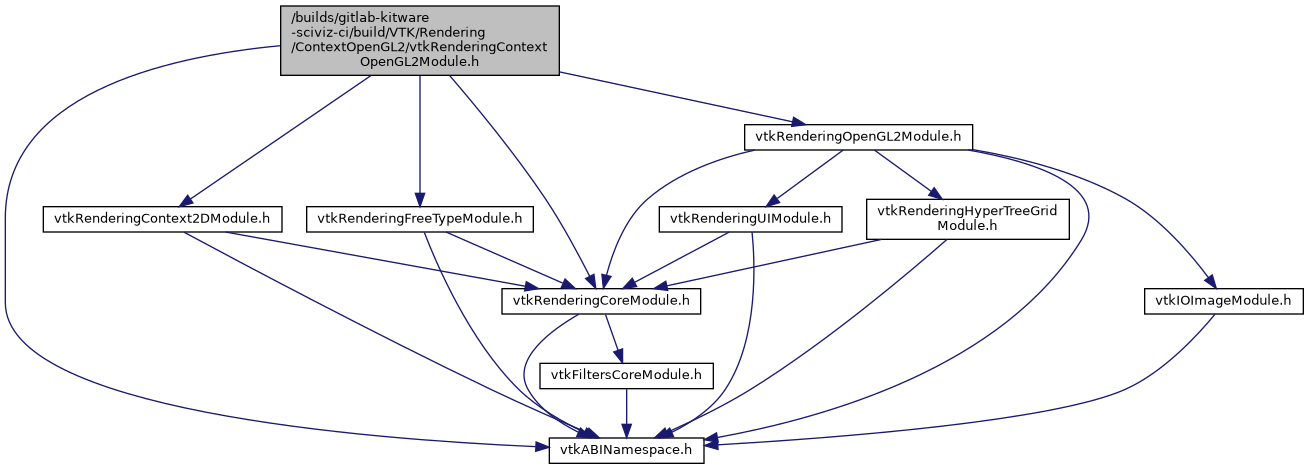 /builds/gitlab-kitware
-sciviz-ci/build/VTK/Rendering
/ContextOpenGL2/vtkRenderingContext
OpenGL2Module.h
vtkRenderingOpenGL2Module.h
vtkRenderingContext2DModule.h
vtkRenderingFreeTypeModule.h
vtkRenderingUIModule.h
vtkRenderingHyperTreeGrid
Module.h
vtkRenderingCoreModule.h
vtkIOImageModule.h
vtkFiltersCoreModule.h
vtkABINamespace.h